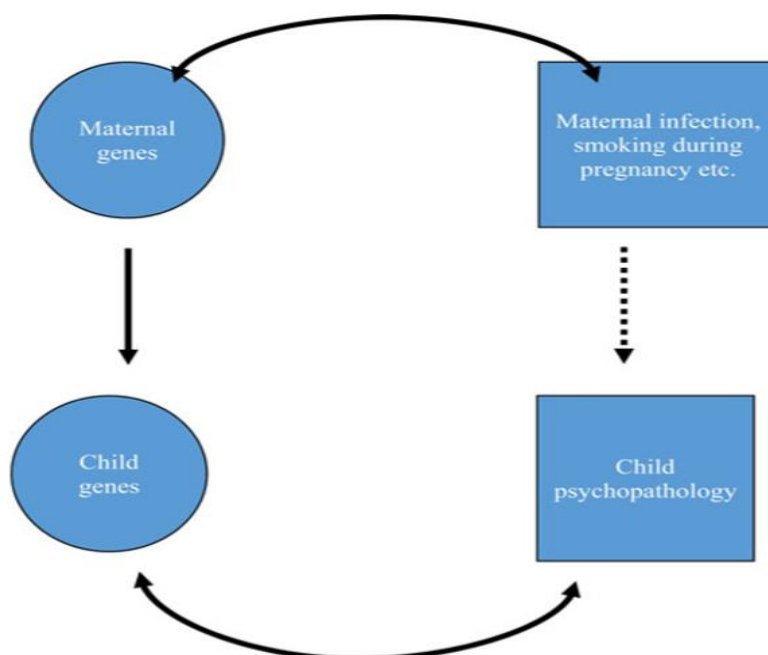 Maternal
genes
Maternal infection,
smoking during
pregnancy etc.
Child
genes
Child
psychopathology